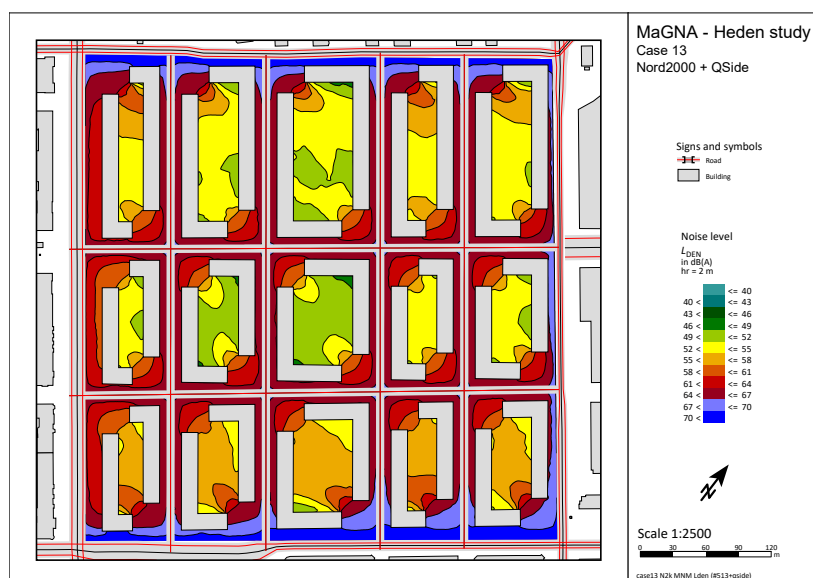 MaGNA - Heden study
Case 13
Nord2000 + QSide
Signs and symbols
Road
Building
Noise level
LDEN
in dB(A)
hr = 2 m
<= 40
40 < <= 43
43 < <= 46
46 < <= 49
49 < <= 52
52 < <= 55
55 < <= 58
58 < <= 61
61 < <= 64
64 < <= 67
67 < <= 70
70 <
N
Scale 1:2500
0 30 60 90 120
m
case13 N2k MNM Lden (#S13+qside)